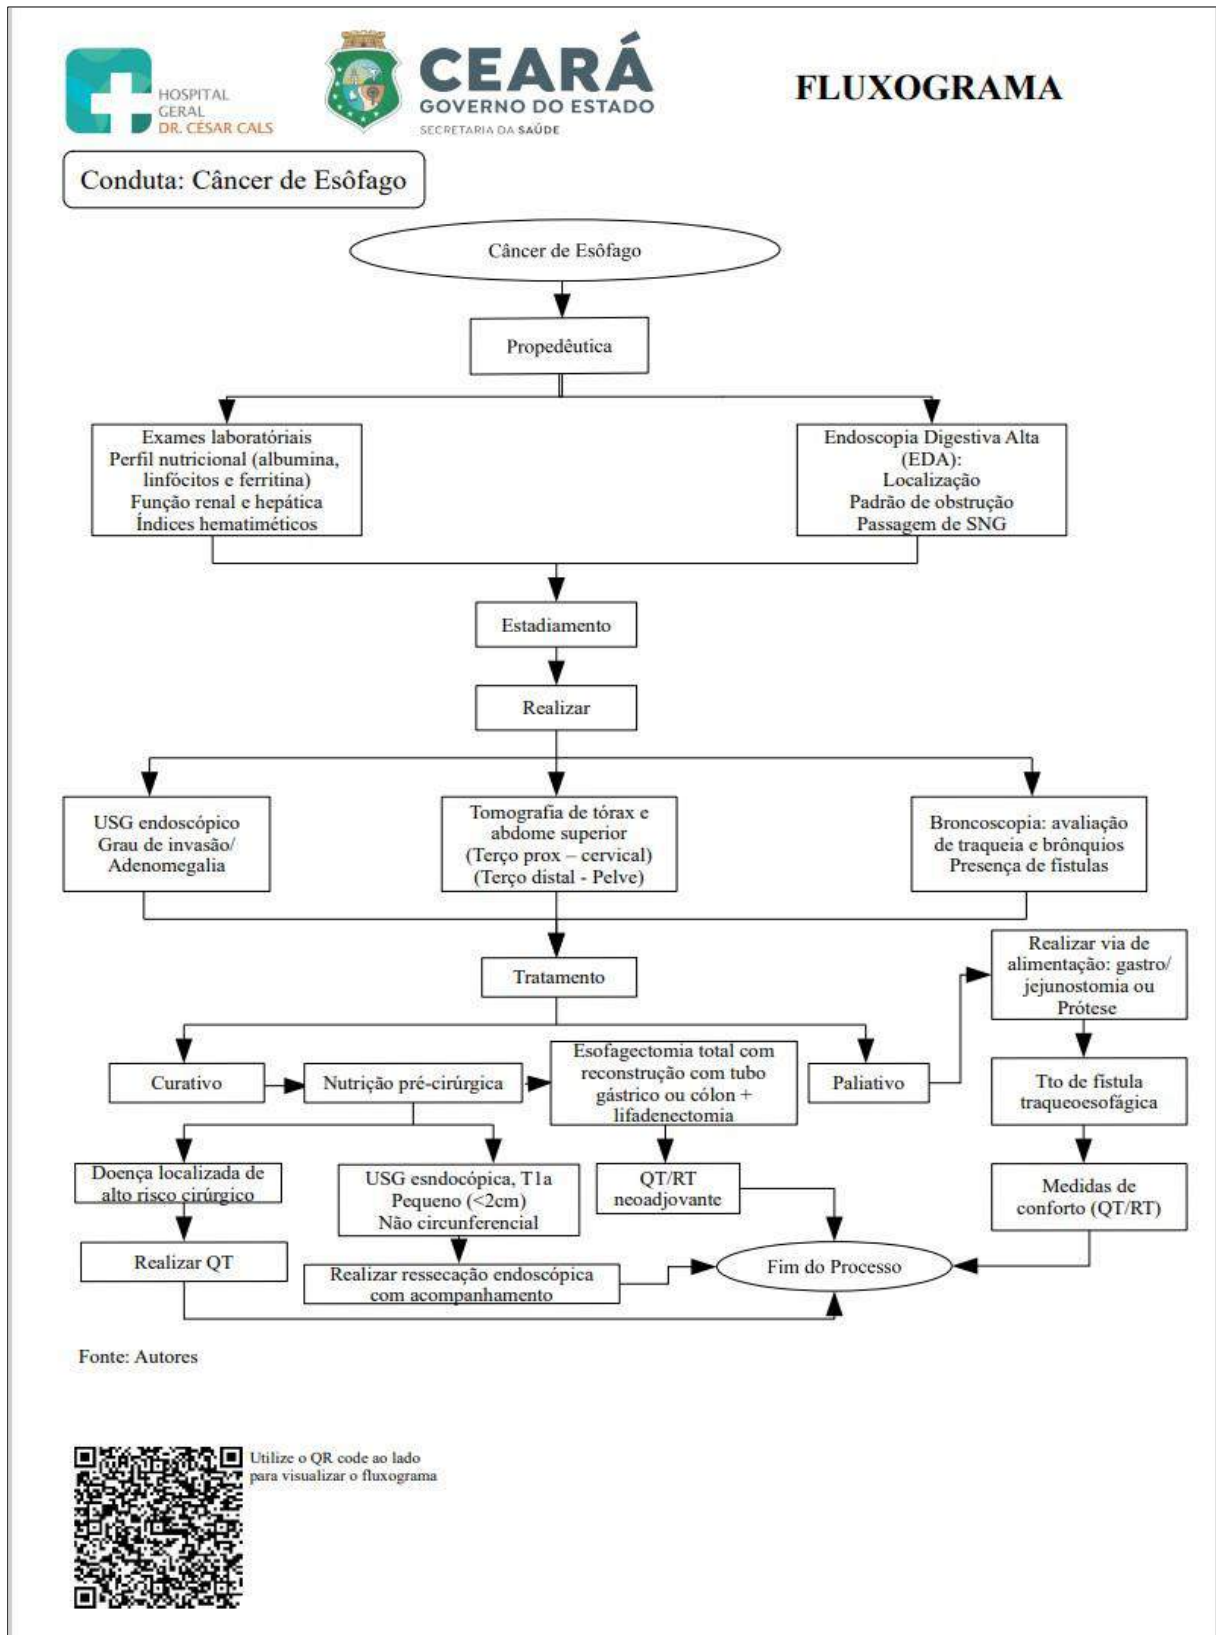 HOSPITAL
GERAL
DR. CÉSAR CALS
CEARÁ
GOVERNO DO ESTADO
SECRETARIA DA SAÚDE
FLUXOGRAMA
Conduta: Câncer de Esôfago
Câncer de Esôfago
Propedêutica
Exames laboratóriais
Perfil nutricional (albumina,
linfócitos e ferritina)
Função renal e hepática
Índices hematiméticos
Endoscopia Digestiva Alta
(EDA):
Localização
Padrão de obstrução
Passagem de SNG
Estadiamento
Realizar
USG endoscópico
Grau de invasão/
Adenomegalia
Tomografia de tórax e
abdome superior
(Terço prox – cervical)
(Terço distal - Pelve)
Broncoscopia: avaliação
de traqueia e brônquios
Presença de fístulas
Tratamento
Realizar via de
alimentação: gastro/
jejunostomia ou
Prótese
Curativo
Nutrição pré-cirúrgica
Esofagectomia total com
reconstrução com tubo
gástrico ou cólon +
lifadenectomia
Paliativo
Tto de fístula
traqueoesofágica
Doença localizada de
alto risco cirúrgico
USG esndocópica, T1a
Pequeno (<2cm)
Não circunferencial
QT/RT
neoadjovante
Medidas de
conforto (QT/RT)
Realizar QT
Realizar ressecação endoscópica
com acompanhamento
Fim do Processo
Fonte: Autores
Utilize o QR code ao lado
para visualizar o fluxograma